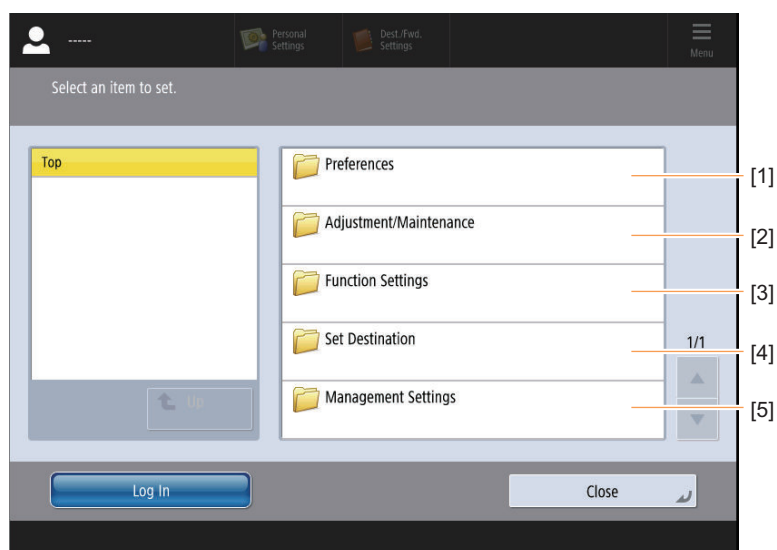 -----
Personal
Settings
Dest./Fwd.
Settings
Menu
Select an item to set.
Top
Preferences
[1]
Adjustment/Maintenance
[2]
Function Settings
[3]
Set Destination
1/1
[4]
Up
Management Settings
[5]
Log In
Close